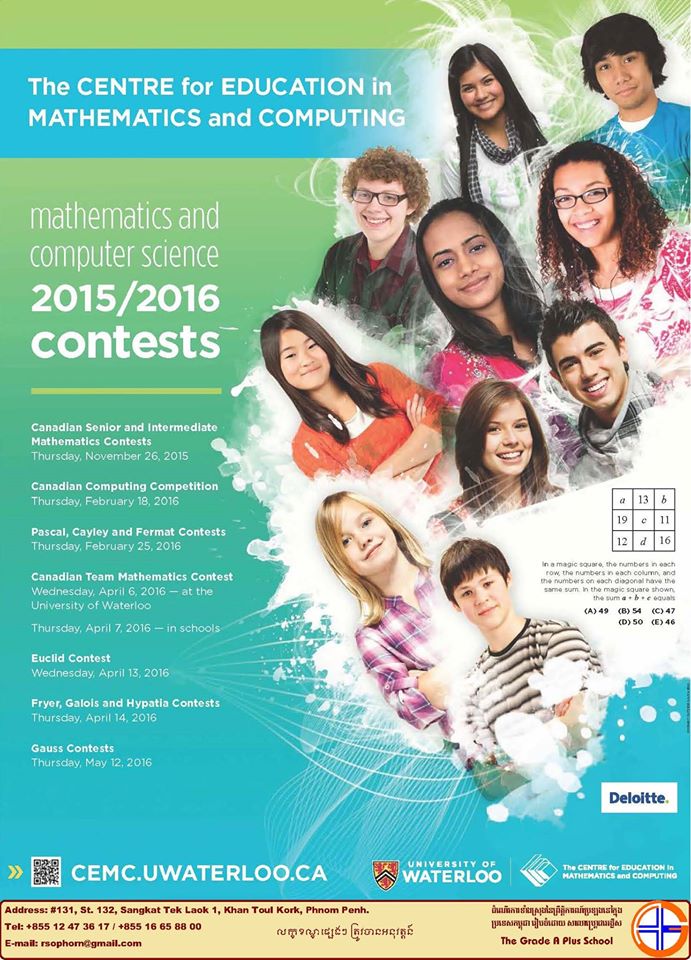 The CENTRE for EDUCATION in
MATHEMATICS and COMPUTING
mathematics and
computer science
2015/2016
contests
Canadian Senior and Intermediate
Mathematics Contests
Thursday, November 26, 2015
Canadian Computing Competition
Thursday, February 18, 2016
Pascal, Cayley and Fermat Contests
Thursday, February 25, 2016
Canadian Team Mathematics Contest
Wednesday, April 6, 2016 — at the
University of Waterloo
Thursday, April 7, 2016 — in schools
Euclid Contest
Wednesday, April 13, 2016
Fryer, Galois and Hypatia Contests
Thursday, April 14, 2016
Gauss Contests
Thursday, May 12, 2016
a 13 b
19 c 11
12 d 16
In a magic square, the numbers in each
row, the numbers in each column, and
the numbers on each diagonal have the
same sum. In the magic square shown,
the sum a + b + c equals
(A) 49 (B) 54 (C) 47
(D) 50 (E) 46
Deloitte.
CEMC.UWATERLOO.CA
UNIVERSITY OF
WATERLOO
The CENTRE for EDUCATION in
MATHEMATICS and COMPUTING
Address: #131, St. 132, Sangkat Tek Laok 1, Khan Toul Kork, Phnom Penh.
Tel: +855 12 47 36 17 / +855 16 65 88 00
E-mail: rsophorn@gmail.com
The Grade A Plus School